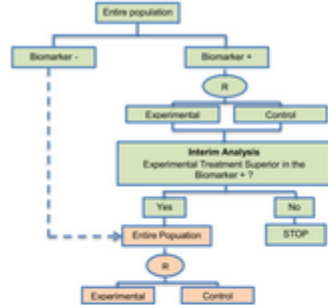 Entire population
Biomarker -
Biomarker +
R
Experimental
Control
Interim Analysis
Experimental Treatment Superior in the
Biomarker + ?
Yes
No
Entire Popuation
STOP
R
Experimental
Control